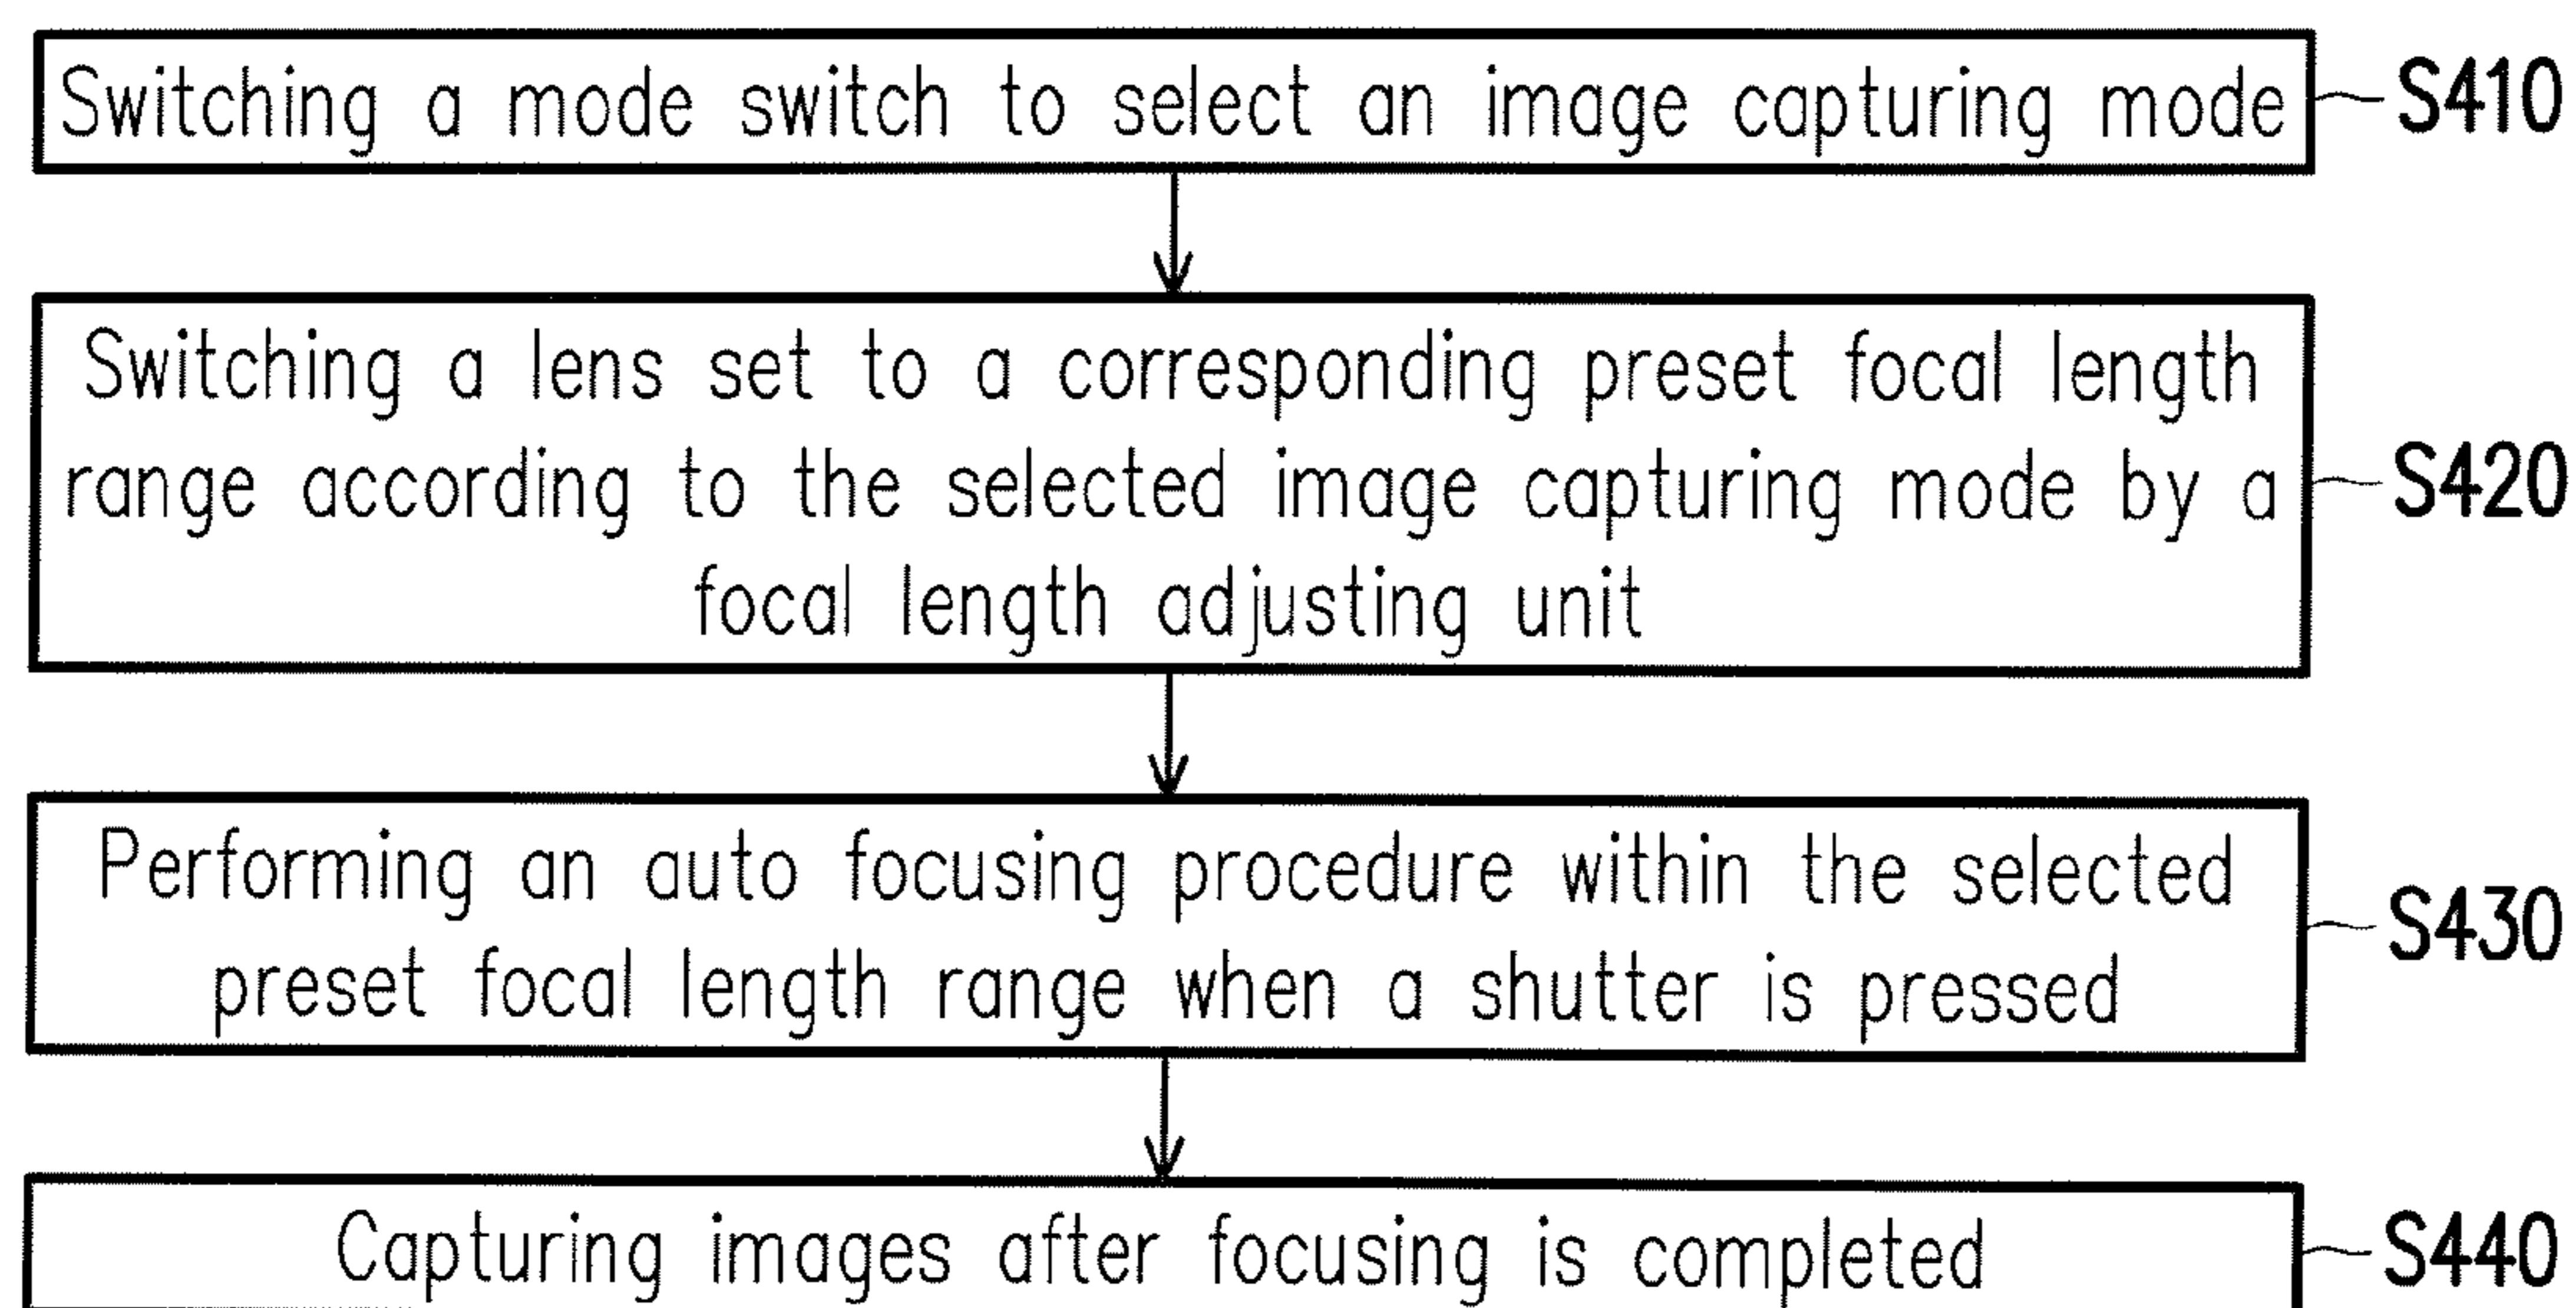 Switching a mode switch to select an image capturing mode
S410
Switching a lens set to a corresponding preset focal length
range according to the selected image capturing mode by a
focal length adjusting unit
S420
Performing an auto focusing procedure within the selected
preset focal length range when a shutter is pressed
S430
Capturing images after focusing is completed
S440